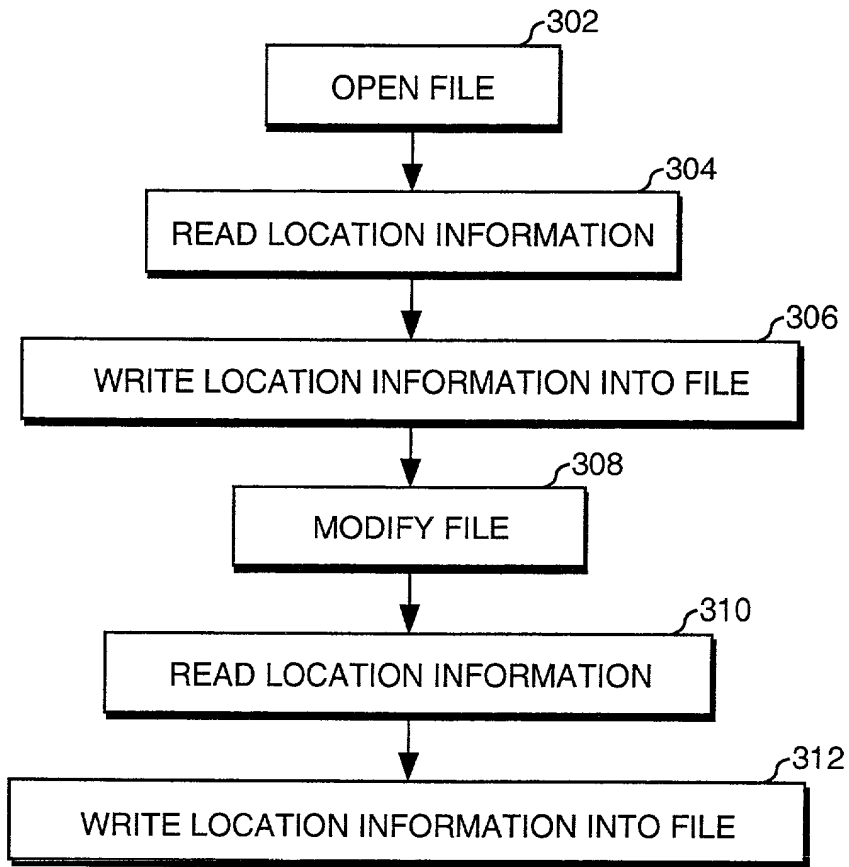 302
OPEN FILE
304
READ LOCATION INFORMATION
306
WRITE LOCATION INFORMATION INTO FILE
308
MODIFY FILE
310
READ LOCATION INFORMATION
312
WRITE LOCATION INFORMATION INTO FILE